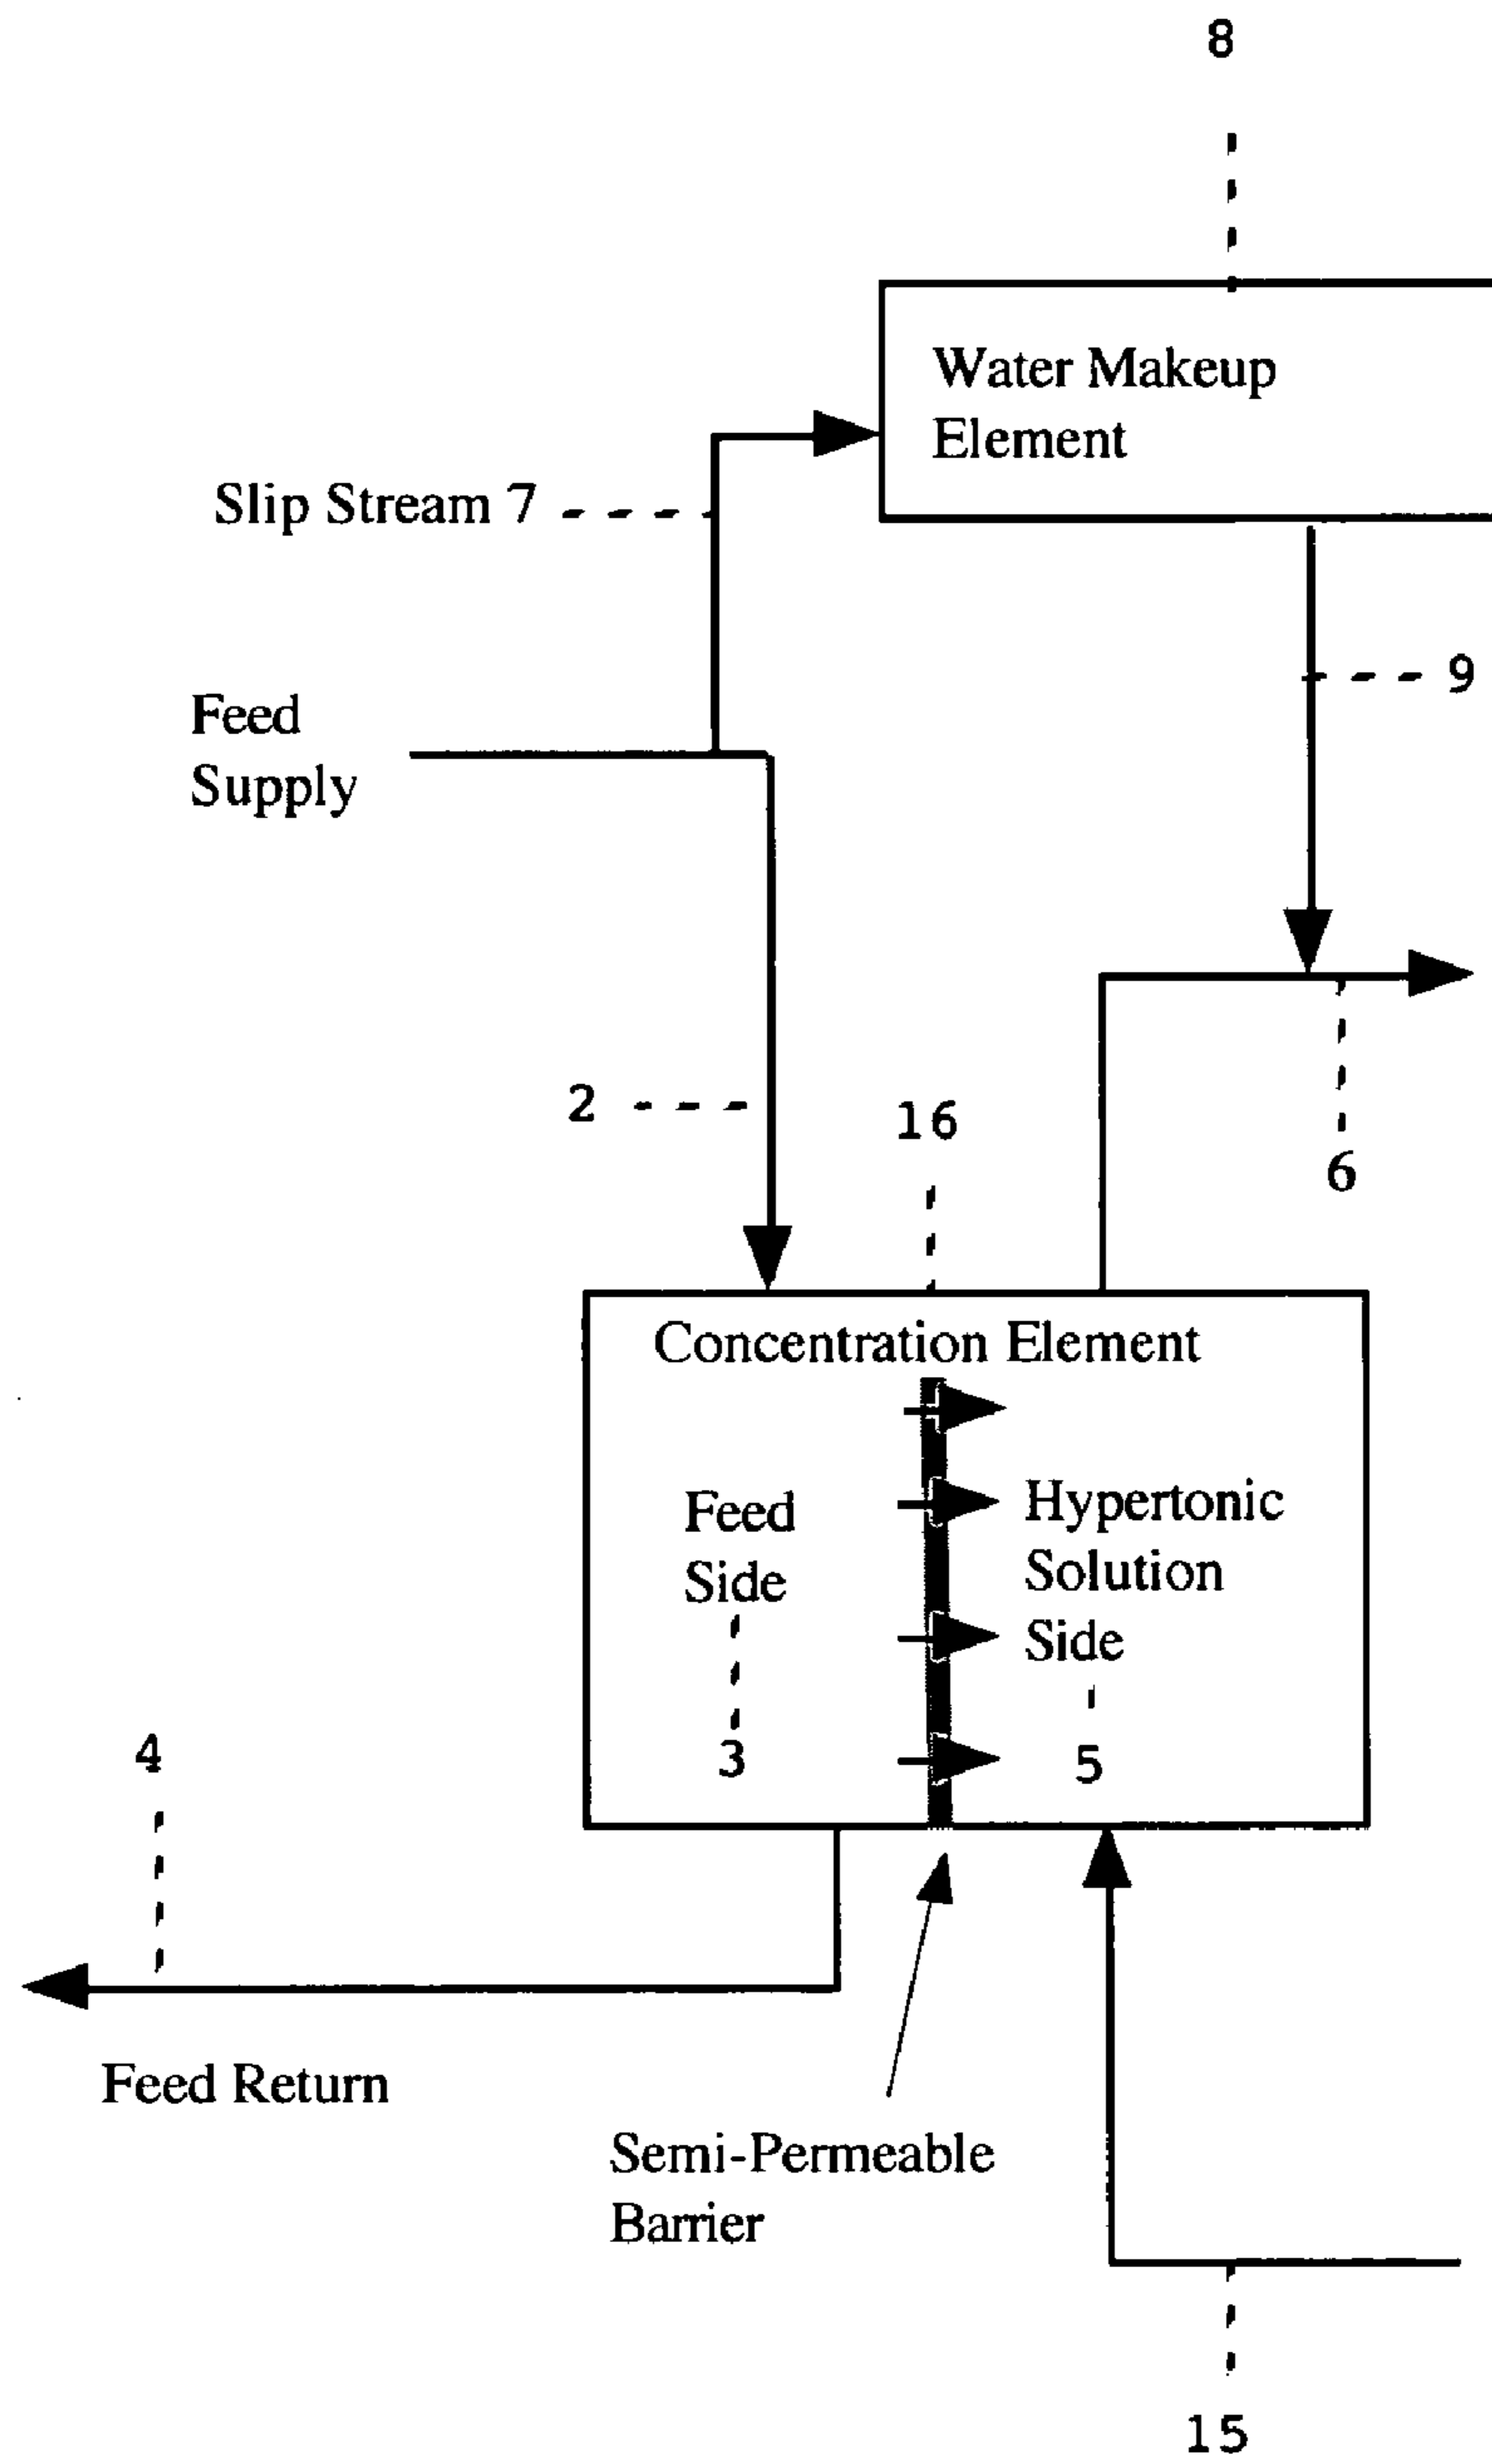 8
Water Makeup
Element
Slip Stream 7
9
Feed
Supply
2
16
6
Concentration Element
Feed
Side
3
Hypertonic
Solution
Side
5
4
Feed Return
Semi-Permeable
Barrier
15